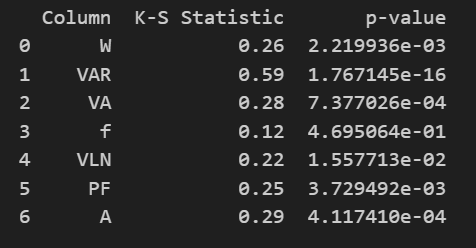 Column K-S Statistic p-value
0 W 0.26 2.219936e-03
1 VAR 0.59 1.767145e-16
2 VA 0.28 7.377026e-04
3 f 0.12 4.695064e-01
4 VLN 0.22 1.557713e-02
5 PF 0.25 3.729492e-03
6 A 0.29 4.117410e-04